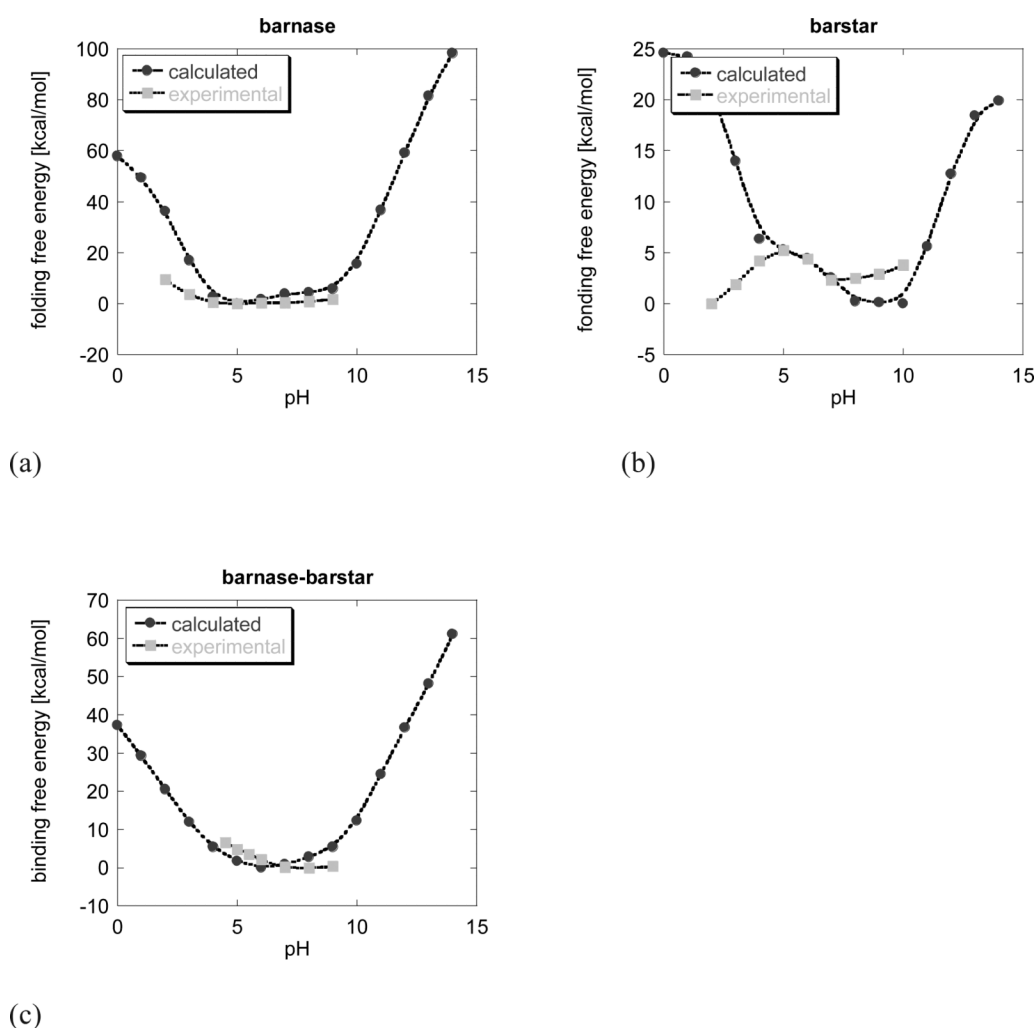 barnase
folding free energy [kcal/mol]
100
80
60
40
20
0
-20
calculated
experimental
0
5
10
15
pH
(a)
barstar
fonding free energy [kcal/mol]
25
20
15
10
5
0
-5
calculated
experimental
0
5
10
15
pH
(b)
barnase-barstar
binding free energy [kcal/mol]
70
60
50
40
30
20
10
0
-10
calculated
experimental
0
5
10
15
pH
(c)